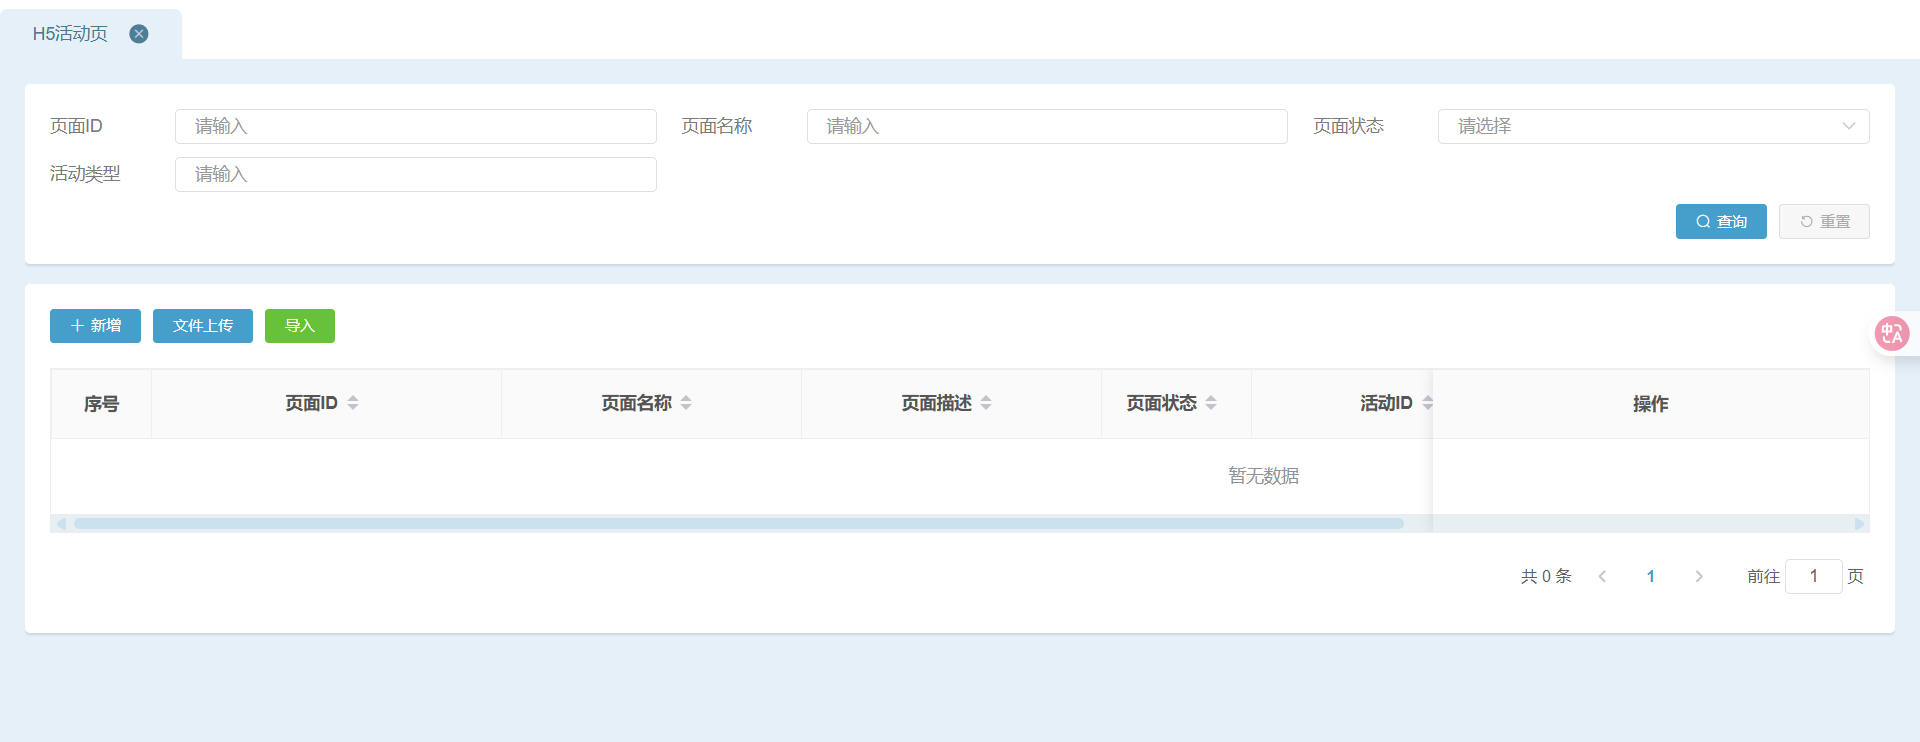 H5活动页
页面ID 请输入 页面名称 请输入 页面状态 请选择
活动类型 请输入
查询 重置
新增 文件上传 导入
中A
序号 页面ID 页面名称 页面描述 页面状态 活动ID 操作
暂无数据
共 0 条 1 前往 1 页